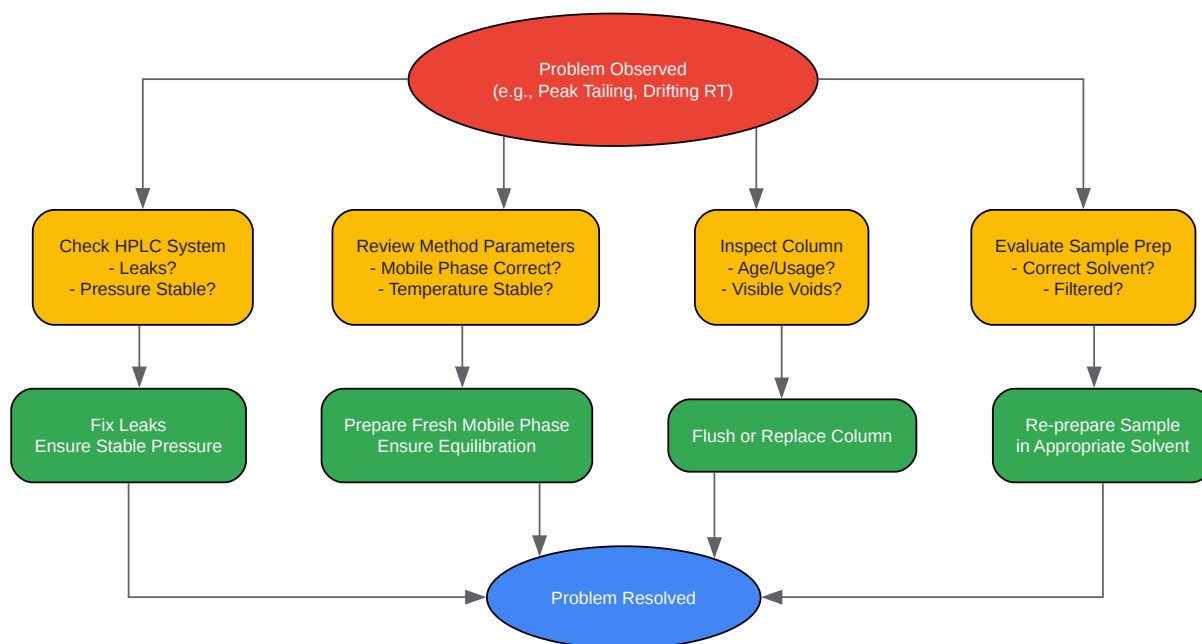 Problem Observed
(e.g., Peak Tailing, Drifting RT)
Check HPLC System
- Leaks?
- Pressure Stable?
Review Method Parameters
- Mobile Phase Correct?
- Temperature Stable?
Inspect Column
- Age/Usage?
- Visible Voids?
Evaluate Sample Prep
- Correct Solvent?
- Filtered?
Fix Leaks
Ensure Stable Pressure
Prepare Fresh Mobile Phase
Ensure Equilibration
Flush or Replace Column
Re-prepare Sample
in Appropriate Solvent
Problem Resolved